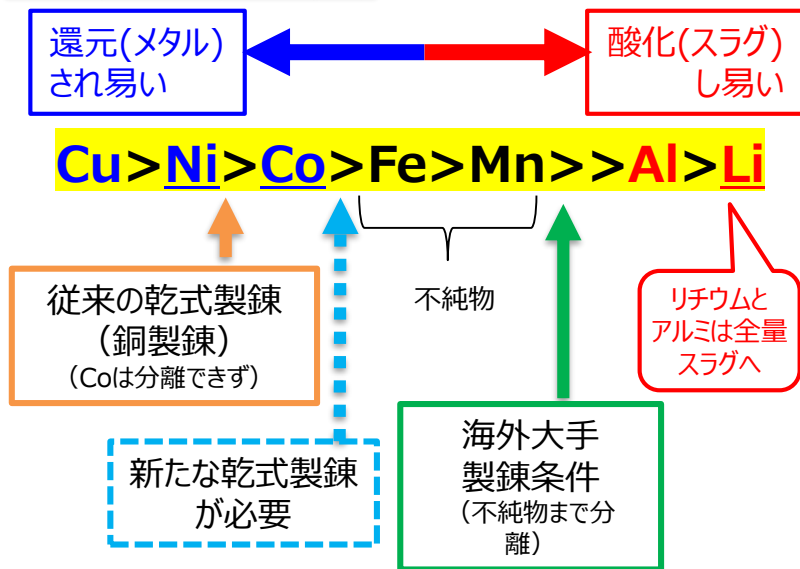 還元(メタル)
され易い
酸化(スラグ)
し易い
Cu>Ni>Co>Fe>Mn>>Al>Li
従来の乾式製錬
(銅製錬)
(Coは分離できず)
不純物
リチウムと
アルミは全量
スラグへ
新たな乾式製錬
が必要
海外大手
製錬条件
(不純物まで分
離)